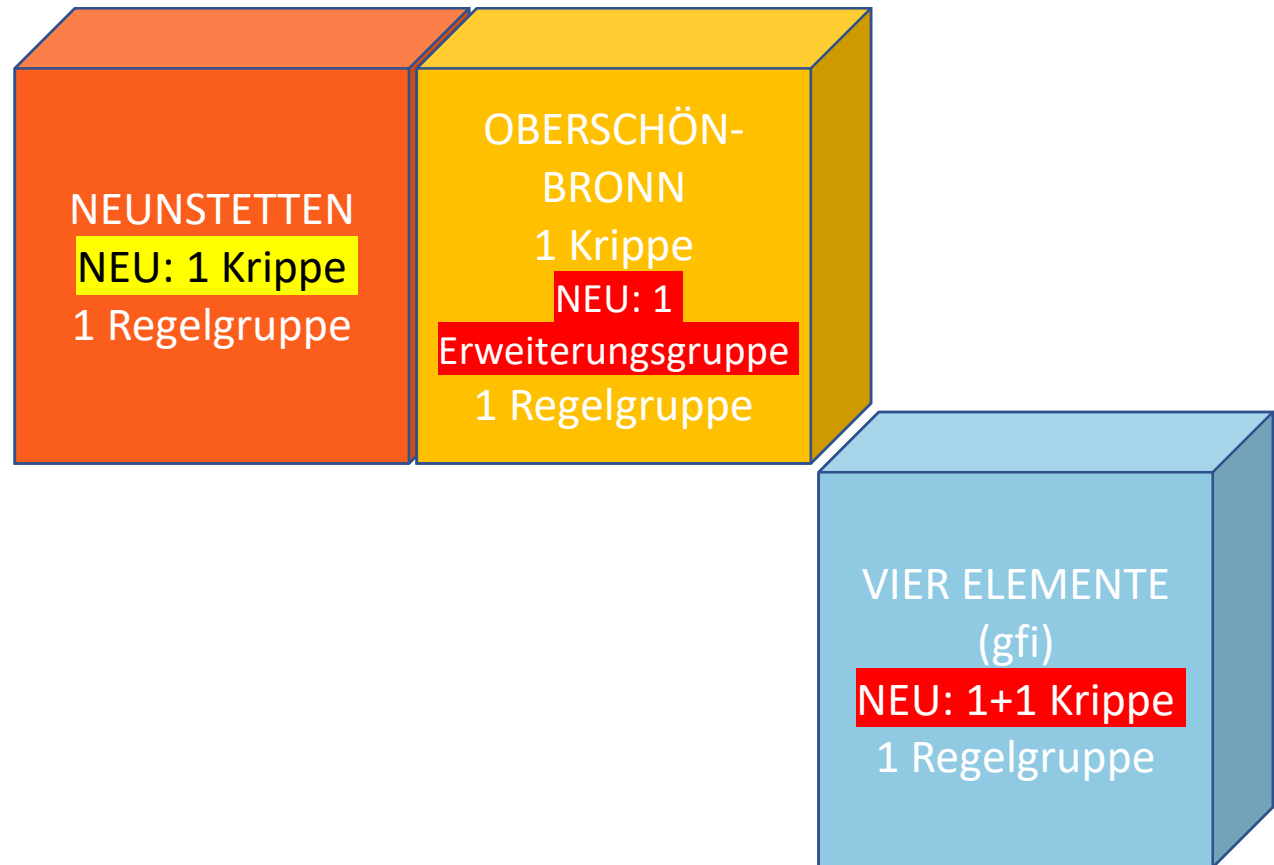 NEUNSTETTEN
NEU: 1 Krippe
1 Regelgruppe
OBERSCHÖN-
BRONN
1 Krippe
NEU: 1
Erweiterungsgruppe
1 Regelgruppe
VIER ELEMENTE
(gfi)
NEU: 1+1 Krippe
1 Regelgruppe